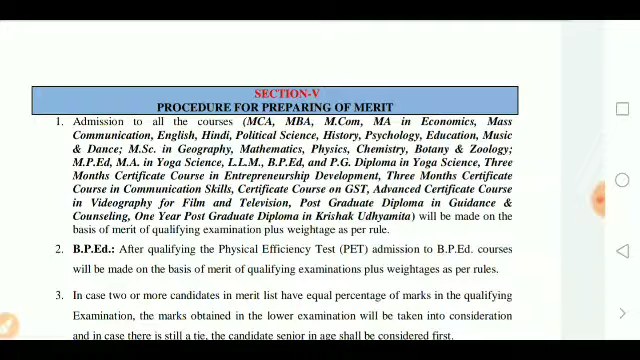 SECTION-V
PROCEDURE FOR PREPARING OF MERIT
1. Admission to all the courses (MCA, MBA, M.Com, MA in Economics, Mass
Communication, English, Hindi, Political Science, History, Psychology, Education, Music
& Dance; M.Sc. in Geography, Mathematics, Physics, Chemistry, Botany & Zoology;
M.P.Ed, M.A. in Yoga Science, L.L.M., B.P.Ed, and P.G. Diploma in Yoga Science, Three
Months Certificate Course in Entrepreneurship Development, Three Months Certificate
Course in Communication Skills, Certificate Course on GST, Advanced Certificate Course
in Videography for Film and Television, Post Graduate Diploma in Guidance &
Counseling, One Year Post Graduate Diploma in Krishak Udhyamita) will be made on the
basis of merit of qualifying examination plus weightage as per rule.
2. B.P.Ed.: After qualifying the Physical Efficiency Test (PET) admission to B.P.Ed. courses
will be made on the basis of merit of qualifying examinations plus weightages as per rules.
3. In case two or more candidates in merit list have equal percentage of marks in the qualifying
Examination, the marks obtained in the lower examination will be taken into consideration
and in case there is still a tie, the candidate senior in age shall be considered first.